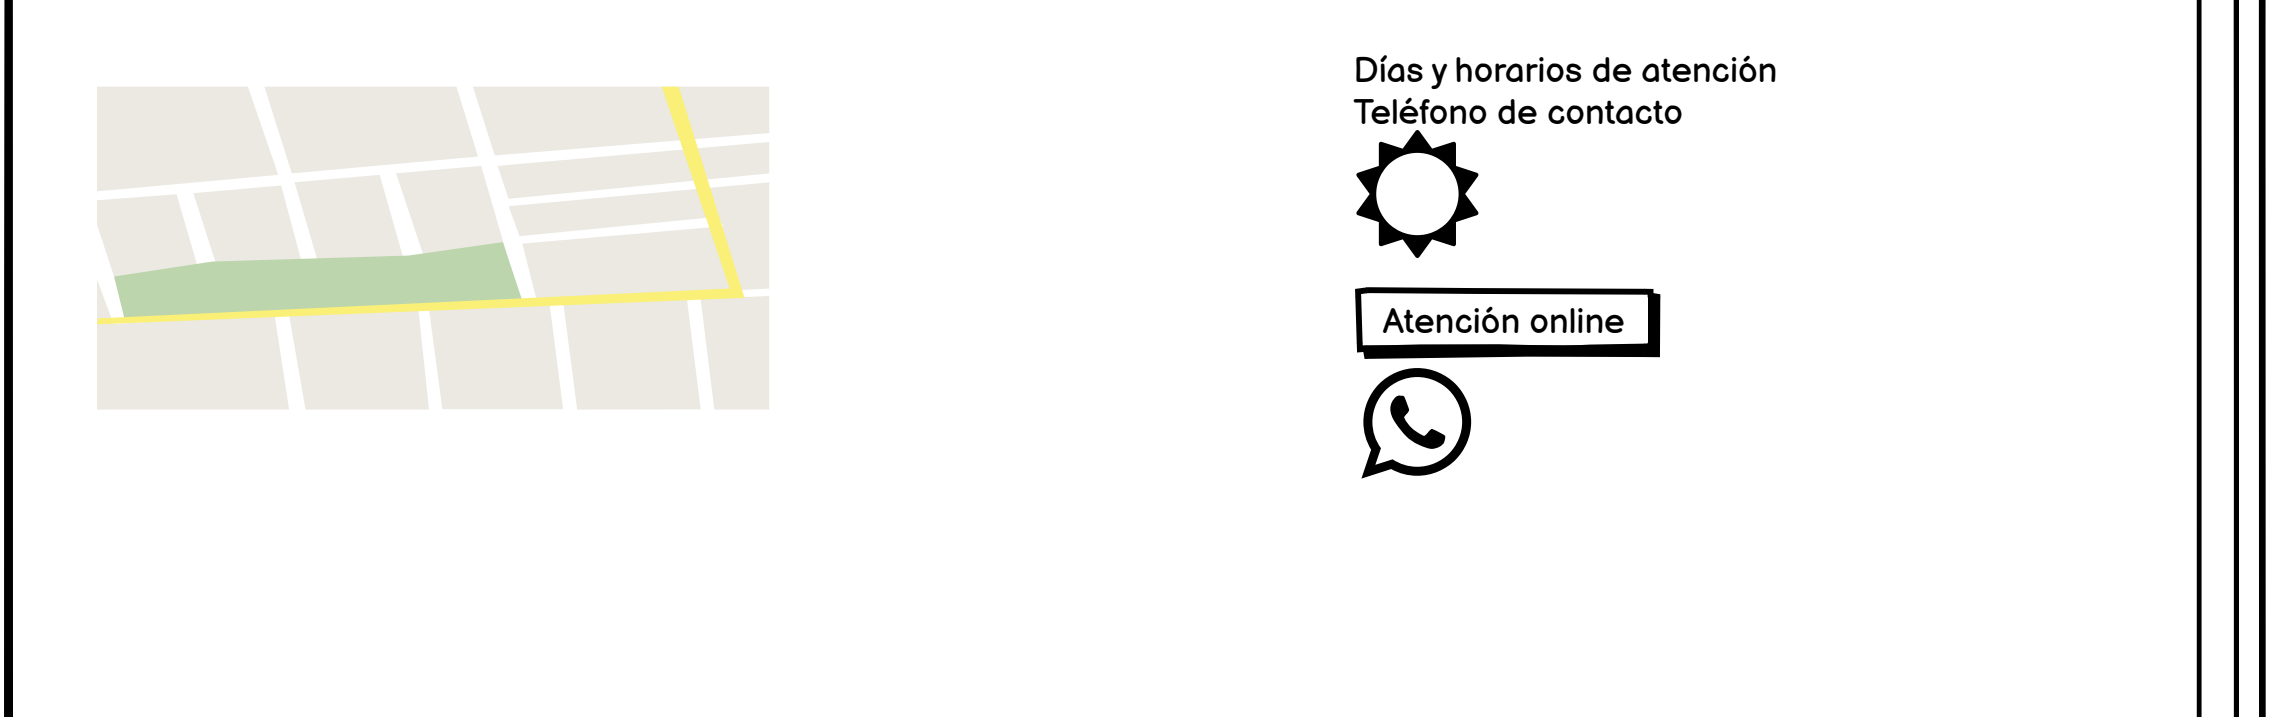 Días y horarios de atención
Teléfono de contacto
Atención online